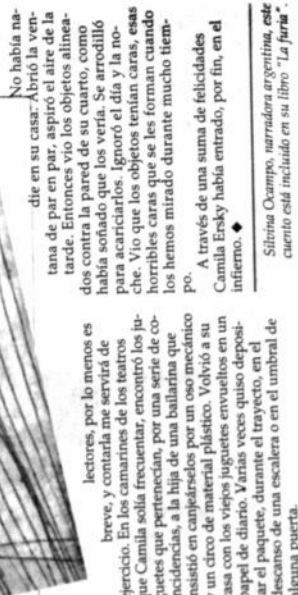 lectores, por lo menos es
breve, y contarla me servirá de
ejercicio. En los camarines de los teatros
que Camila solía frecuentar, encontró los ju-
guetes que pertenecían, por una serie de co-
incidencias, a la hija de una bailarina que
insistió en canjeárselos por un oso mecánico
y un circo de material plástico. Volvió a su
casa con los viejos juguetes envueltos en un
papel de diario. Varias veces quiso deposi-
tar el paquete, durante el trayecto, en el
descanso de una escalera o en el umbral de
alguna puerta.
No había na-
die en su casa. Abrió la ven-
tana de par en par, aspiró el aire de la
tarde. Entonces vio los objetos alinea-
dos contra la pared de su cuarto, como
había soñado que los vería. Se arrodilló
para acariciarlos. Ignoró el día y la no-
che. Vio que los objetos tenían caras, esas
horribles caras que se les forman cuando
los hemos mirado durante mucho tiem-
po.
A través de una suma de felicidades
Camila Ersky había entrado, por fin, en el
infierno. ◆
Silvina Ocampo, narradora argentina, este
cuento está incluido en su libro "La furia".